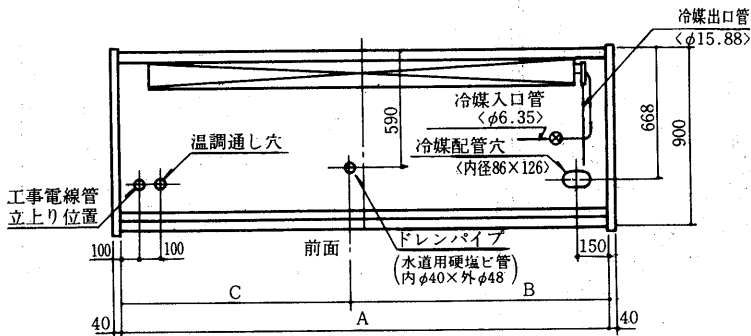 冷媒出口管
<φ15.88>
冷媒入口管
<φ6.35>
590
668
900
温調通し穴
冷媒配管穴
<内径86×126>
工事電線管
立上り位置
100
100
前面
ドレンパイプ
(水道用硬塩ビ管
内φ40×外φ48)
150
C
B
A
40
40